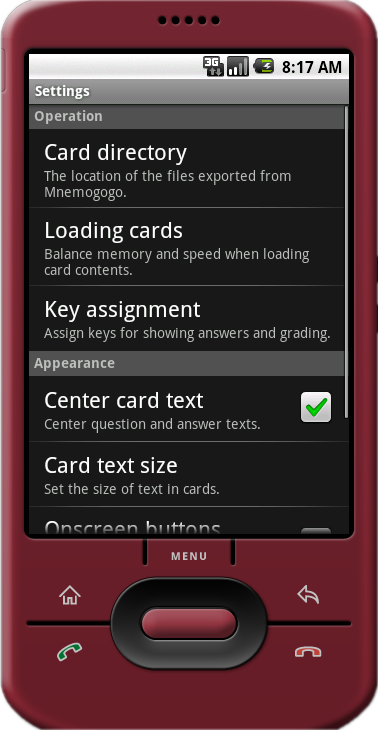 3G 8:17 AM
Settings
Operation
Card directory
The location of the files exported from
Mnemogogo.
Loading cards
Balance memory and speed when loading
card contents.
Key assignment
Assign keys for showing answers and grading.
Appearance
Center card text
Center question and answer texts.
Card text size
Set the size of text in cards.
Onscreen buttons
MENU